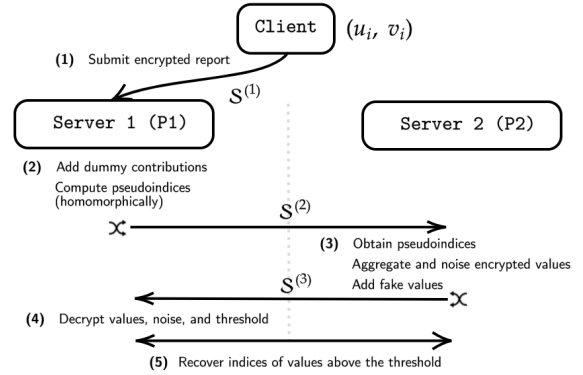 Client (u_i, v_i)
(1) Submit encrypted report
S^(1)
Server 1 (P1)
Server 2 (P2)
(2) Add dummy contributions
Compute pseudoindices
(homomorphically)
S^(2)
(3) Obtain pseudoindices
Aggregate and noise encrypted values
Add fake values
S^(3)
(4) Decrypt values, noise, and threshold
(5) Recover indices of values above the threshold